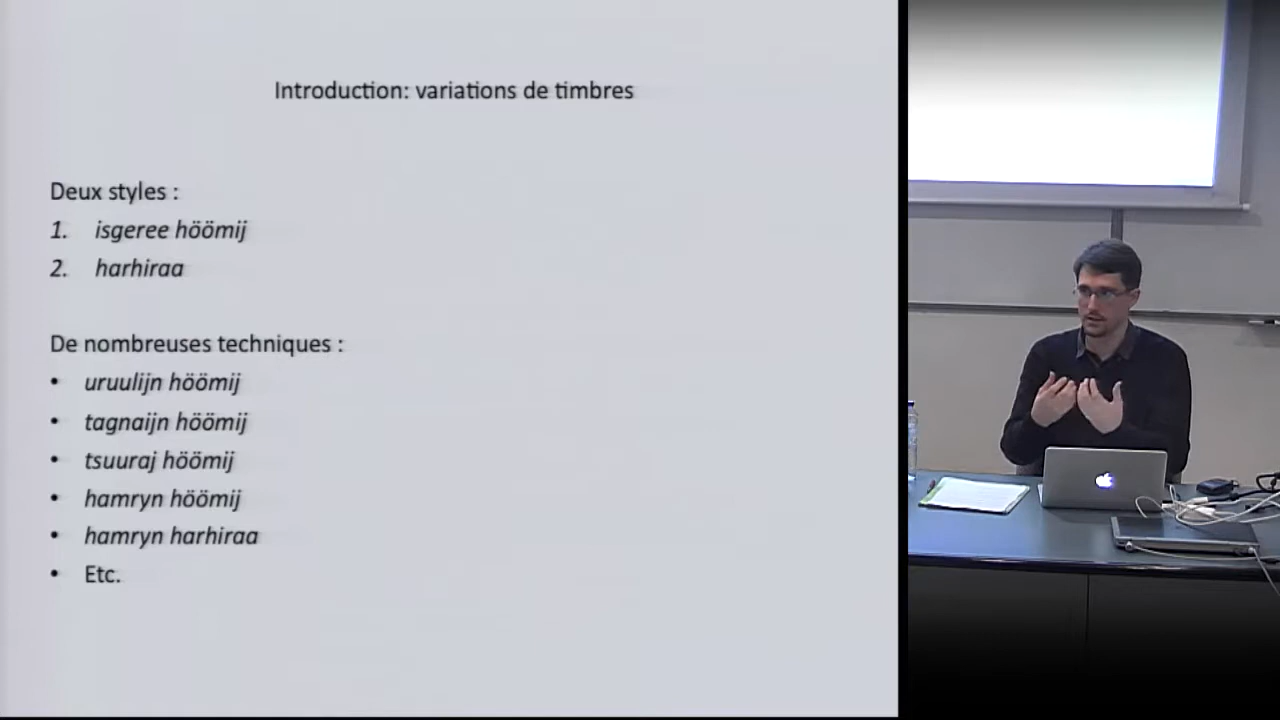 Introduction: variations de timbres
Deux styles :
1. isgeree höömij
2. harhiraa
De nombreuses techniques :
• uruulijn höömij
• tagnaijn höömij
• tsuuraj höömij
• hamryn höömij
• hamryn harhiraa
• Etc.